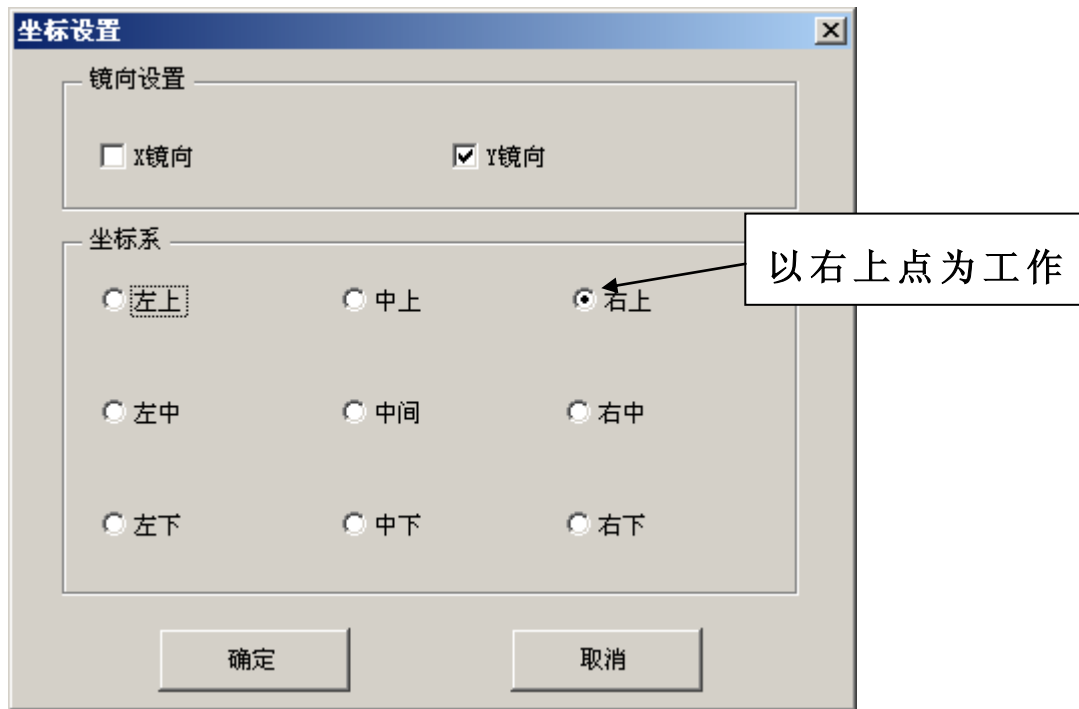 坐标设置
镜向设置
X镜向 Y镜向
坐标系
以右上点为工作
左上 中上 右上
左中 中间 右中
左下 中下 右下
确定 取消